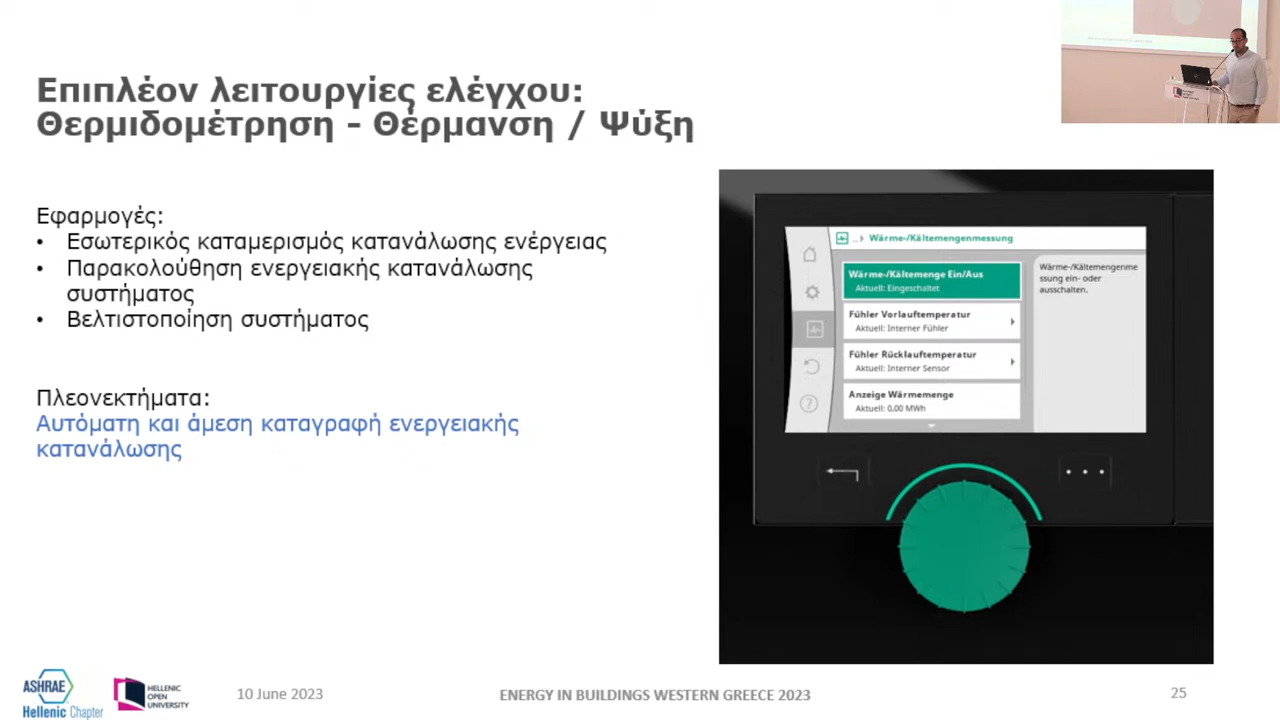 Επιπλέον λειτουργίες ελέγχου:
Θερμιδομέτρηση - Θέρμανση / Ψύξη
Εφαρμογές:
• Εσωτερικός καταμερισμός κατανάλωσης ενέργειας
• Παρακολούθηση ενεργειακής κατανάλωσης
συστήματος
• Βελτιστοποίηση συστήματος
Πλεονεκτήματα:
Αυτόματη και άμεση καταγραφή ενεργειακής
κατανάλωσης
.. Wärme-/Kältemengenmessung
Wärme-/Kältemenge Ein/Aus
Aktuell: Eingeschaltet
Fühler Vorlauftemperatur
Aktuell: Interner Fühler
Fühler Rücklauftemperatur
Aktuell: Interner Sensor
Anzeige Wärmemenge
Aktuell: 0,00 MWh
Wärme-/Kältemengenme
ssung ein- oder
ausschalten.
ASHRAE
Hellenic Chapter
HELLENIC
OPEN
UNIVERSITY
10 June 2023
ENERGY IN BUILDINGS WESTERN GREECE 2023
25